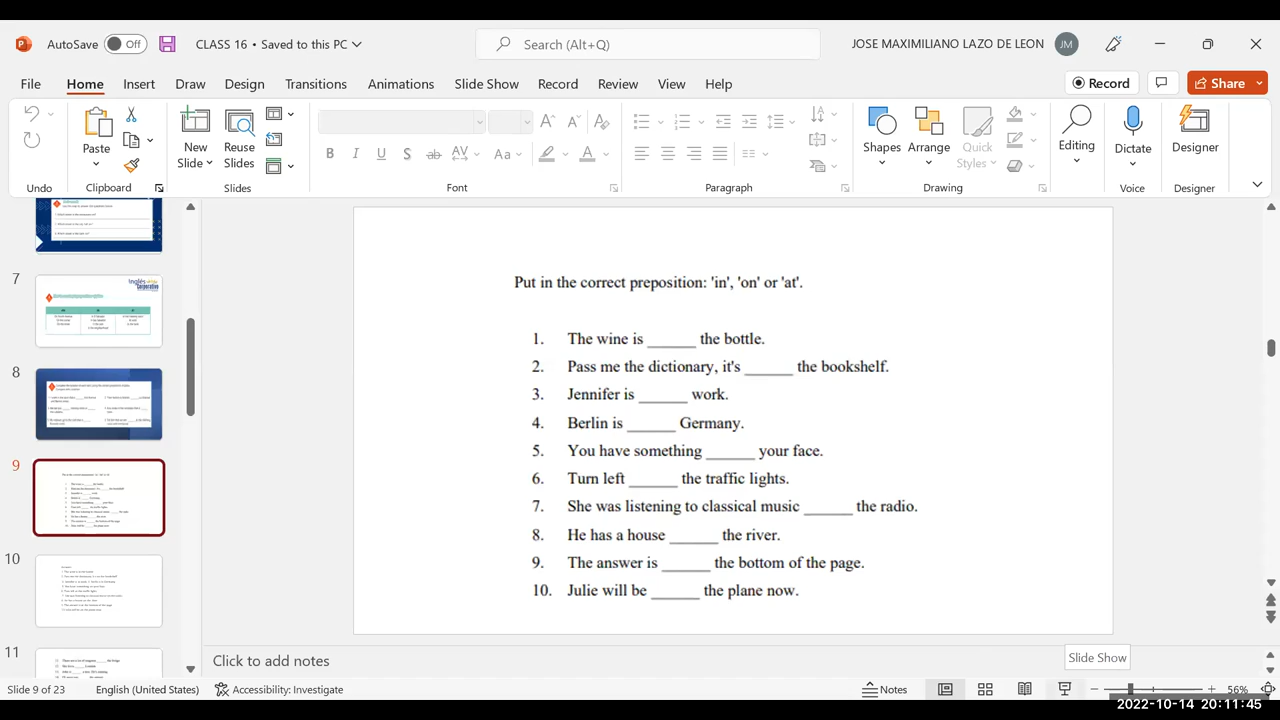 AutoSave Off CLASS 16 • Saved to this PC Search (Alt+Q) JOSE MAXIMILIANO LAZO DE LEON JM
File Home Insert Draw Design Transitions Animations Slide Show Record Review View Help Record Share
Paste New Slide Reuse Slides Shapes Arrange Quick Styles Editing Dictate Designer
Undo Clipboard Slides Font Paragraph Drawing Voice Designer
7
8
9
10
11
Put in the correct preposition: 'in', 'on' or 'at'.
1. The wine is ______ the bottle.
2. Pass me the dictionary, it's ______ the bookshelf.
Jennifer is ______ work.
4. Berlin is ______ Germany.
5. You have something ______ your face.
Turn left ______ the traffic lights.
She was listening to classical music ______ the radio.
8. He has a house ______ the river.
9. The answer is ______ the bottom of the page.
10. Julie will be ______ the plane now.
Click to add notes
Slide Show
Slide 9 of 23 English (United States) Accessibility: Investigate Notes 56%
2022-10-14 20:11:45